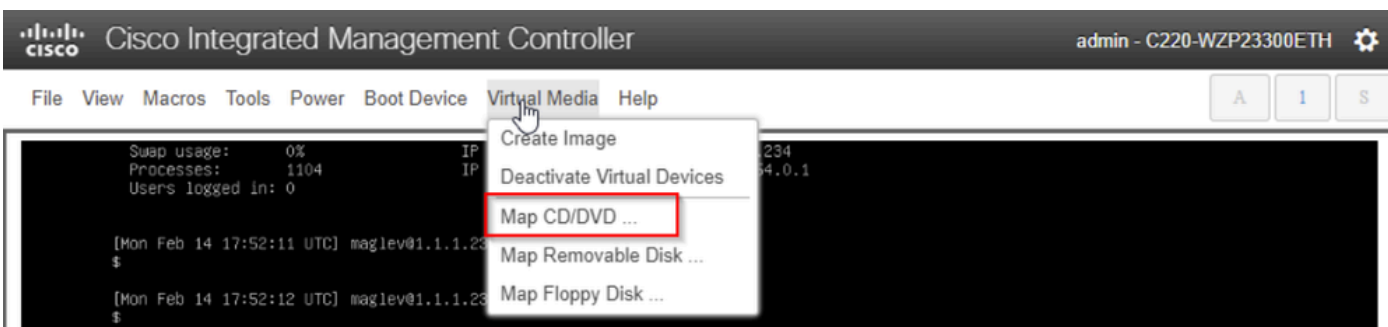 CISCO Cisco Integrated Management Controller admin - C220-WZP23300ETH
File View Macros Tools Power Boot Device Virtual Media Help A 1 S
Create Image
Deactivate Virtual Devices
Map CD/DVD ...
Map Removable Disk ...
Map Floppy Disk ...
Swap usage: 0% IP 234
Processes: 1104 IP 54.0.1
Users logged in: 0
[Mon Feb 14 17:52:11 UTC] maglev@1.1.1.23
$
[Mon Feb 14 17:52:12 UTC] maglev@1.1.1.23
$